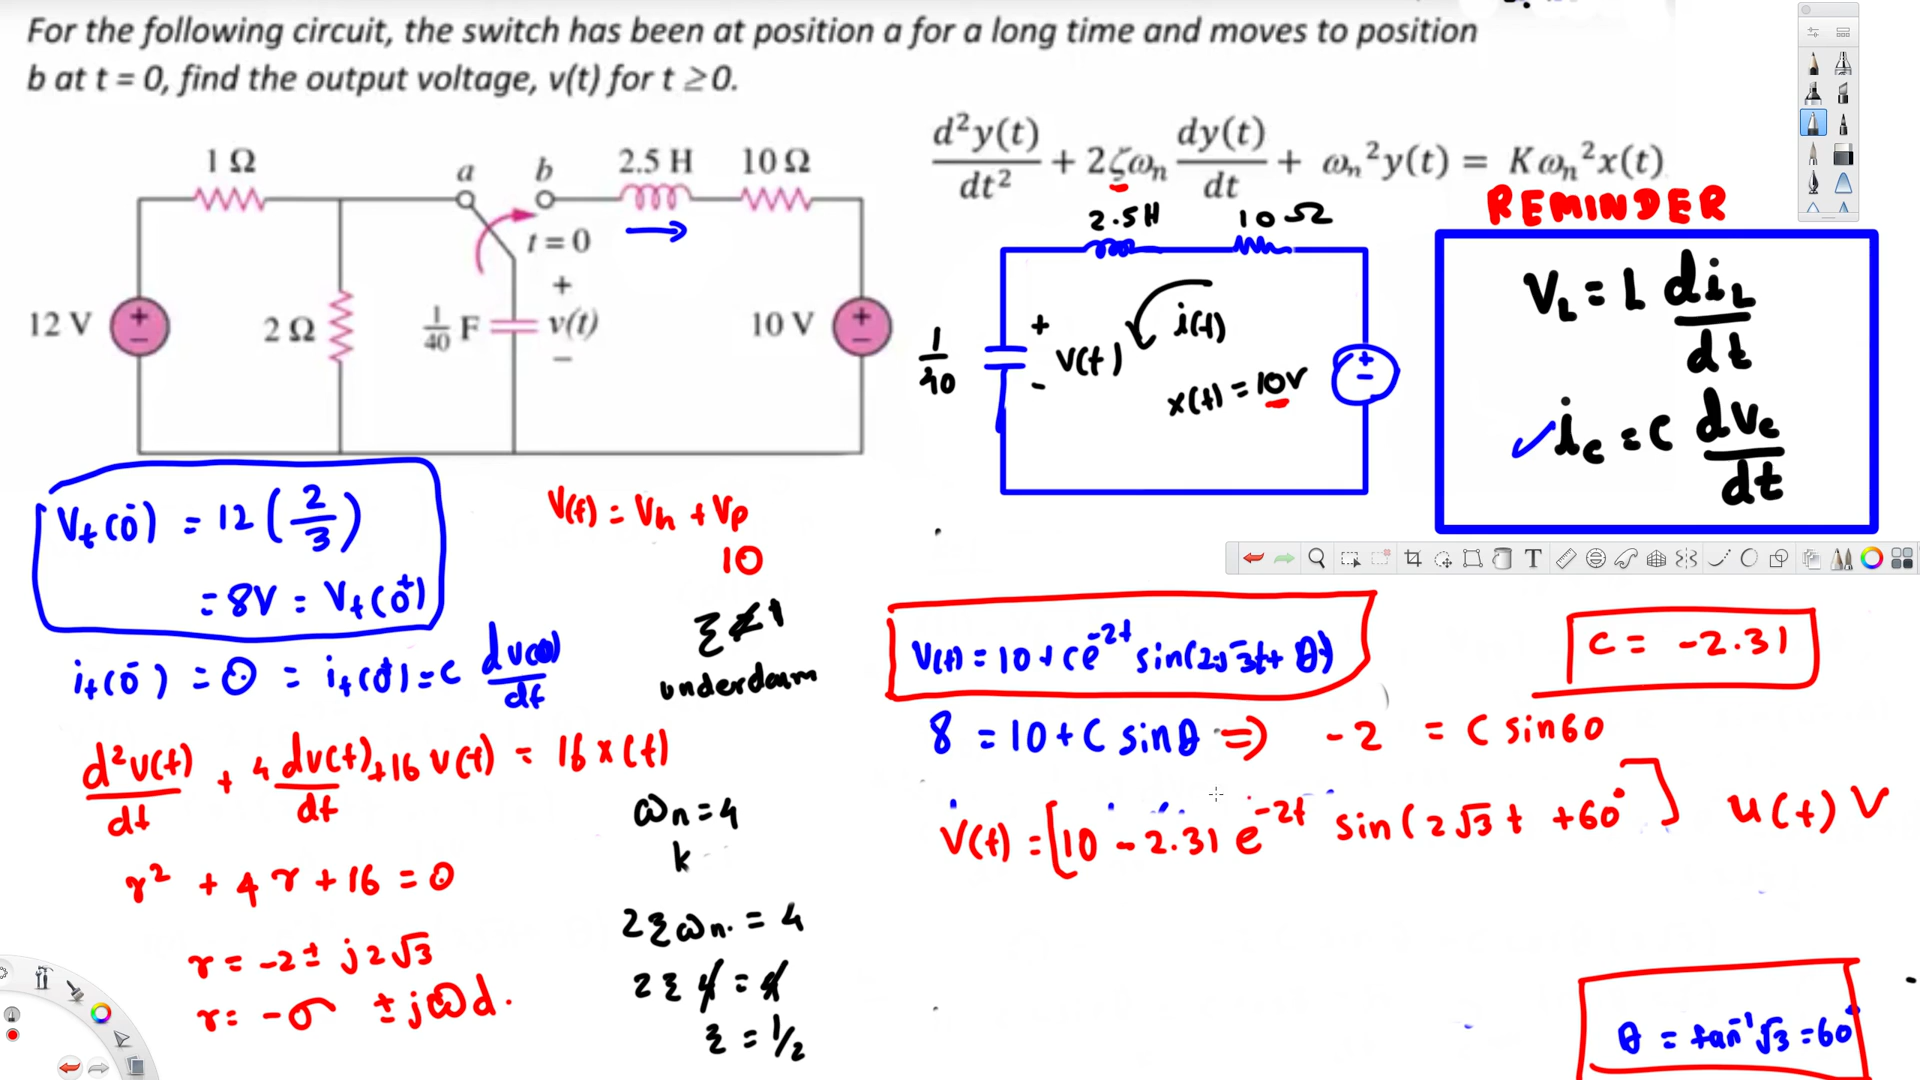 For the following circuit, the switch has been at position a for a long time and moves to position
b at t = 0, find the output voltage, v(t) for t ≥0.
d²y(t)/dt² + 2ζωn dy(t)/dt + ωn²y(t) = Kωn²x(t)
REMINDER
1 Ω
a
b
2.5 H
10 Ω
t = 0
12 V
+
−
2 Ω
1/40 F
+
v(t)
−
10 V
+
−
2.5H
10Ω
1/40
+
v(t)
-
i(t)
x(t) = 10V
+
-
VL = L diL/dt
✓ic = c dvc/dt
Vt(0⁻) = 12 (2/3)
= 8V = Vt(0⁺)
V(t) = Vh + Vp
10
it(0⁻) = 0 = it(0⁺) = c dv(0)/dt
ξ < 1
d²v(t)/dt + 4 dv(t)/dt + 16 v(t) = 16 x(t)
ωn = 4
k
r² + 4r + 16 = 0
2ξωn = 4
r = -2 ± j2√3
2ξ4 = 4
r = -σ ± jωd.
ξ = 1/2
V(t) = 10 + ce⁻²ᵗ sin(2√3t + θ)
c = -2.31
8 = 10 + C sinθ ⇒ -2 = C sin60
V(t) = [10 - 2.31 e⁻²ᵗ sin(2√3 t + 60°] u(t) V
θ = tan⁻¹√3 = 60°
T